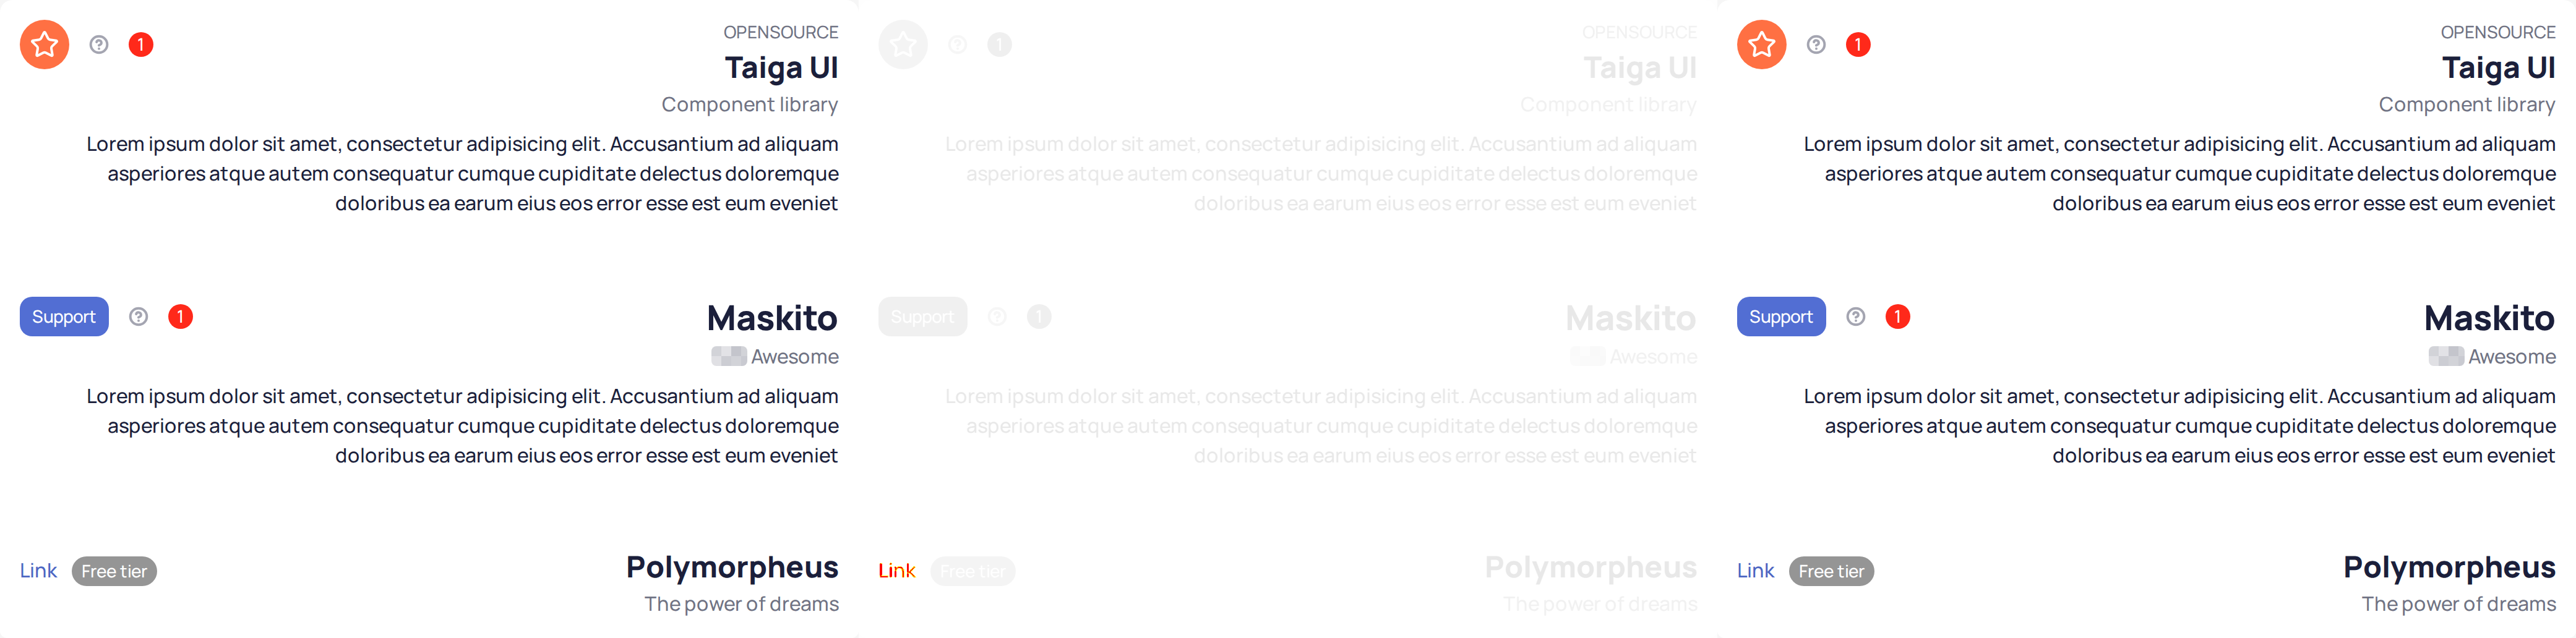 1
OPENSOURCE
Taiga UI
Component library
Lorem ipsum dolor sit amet, consectetur adipisicing elit. Accusantium ad aliquam
asperiores atque autem consequatur cumque cupiditate delectus doloremque
doloribus ea earum eius eos error esse est eum eveniet
Support
1
Maskito
Awesome
Lorem ipsum dolor sit amet, consectetur adipisicing elit. Accusantium ad aliquam
asperiores atque autem consequatur cumque cupiditate delectus doloremque
doloribus ea earum eius eos error esse est eum eveniet
Link
Free tier
Polymorpheus
The power of dreams
1
OPENSOURCE
Taiga UI
Component library
Lorem ipsum dolor sit amet, consectetur adipisicing elit. Accusantium ad aliquam
asperiores atque autem consequatur cumque cupiditate delectus doloremque
doloribus ea earum eius eos error esse est eum eveniet
Support
1
Maskito
Awesome
Lorem ipsum dolor sit amet, consectetur adipisicing elit. Accusantium ad aliquam
asperiores atque autem consequatur cumque cupiditate delectus doloremque
doloribus ea earum eius eos error esse est eum eveniet
Link
Free tier
Polymorpheus
The power of dreams
1
OPENSOURCE
Taiga UI
Component library
Lorem ipsum dolor sit amet, consectetur adipisicing elit. Accusantium ad aliquam
asperiores atque autem consequatur cumque cupiditate delectus doloremque
doloribus ea earum eius eos error esse est eum eveniet
Support
1
Maskito
Awesome
Lorem ipsum dolor sit amet, consectetur adipisicing elit. Accusantium ad aliquam
asperiores atque autem consequatur cumque cupiditate delectus doloremque
doloribus ea earum eius eos error esse est eum eveniet
Link
Free tier
Polymorpheus
The power of dreams